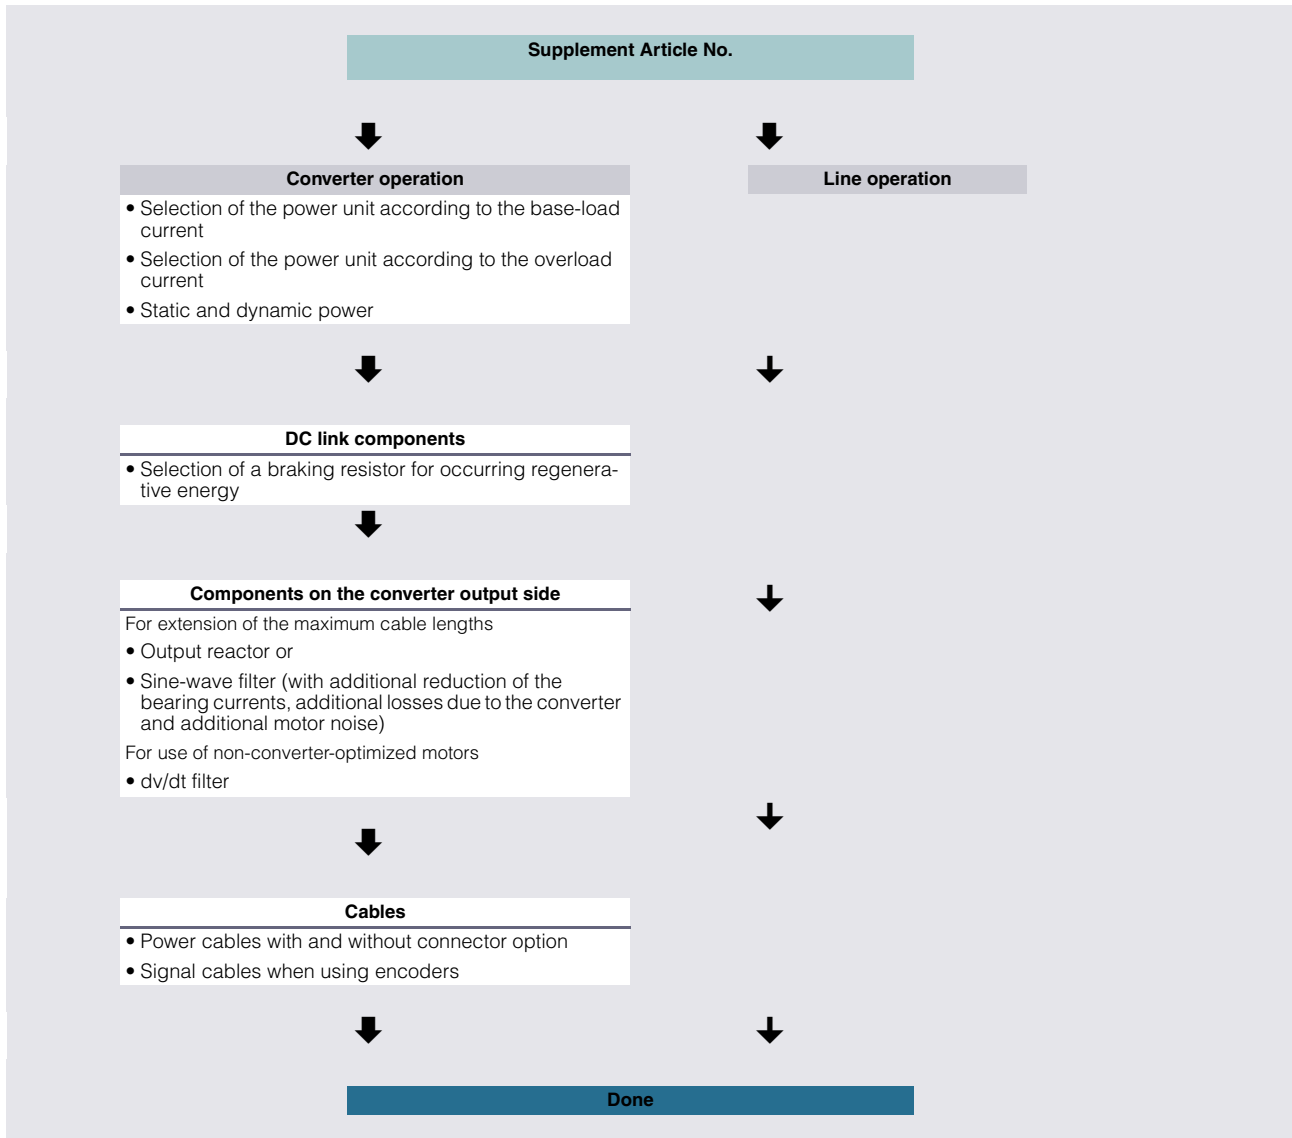 Supplement Article No.
Converter operation
Line operation
• Selection of the power unit according to the base-load
current
• Selection of the power unit according to the overload
current
• Static and dynamic power
DC link components
• Selection of a braking resistor for occurring regenera-
tive energy
Components on the converter output side
For extension of the maximum cable lengths
• Output reactor or
• Sine-wave filter (with additional reduction of the
bearing currents, additional losses due to the converter
and additional motor noise)
For use of non-converter-optimized motors
• dv/dt filter
Cables
• Power cables with and without connector option
• Signal cables when using encoders
Done